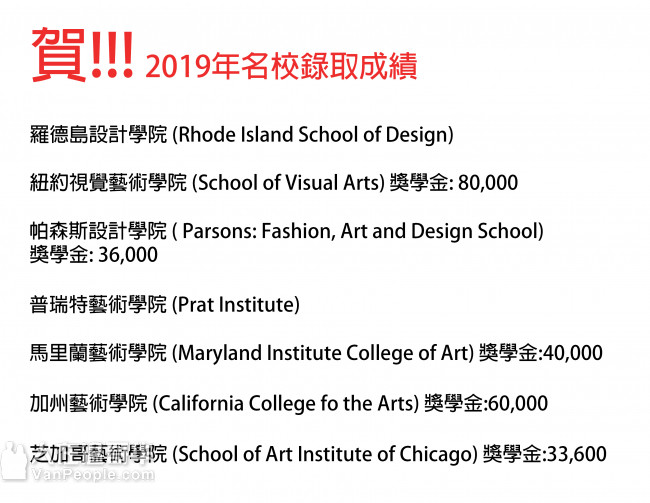 賀!!! 2019年名校錄取成績
羅德島設計學院 (Rhode Island School of Design)
紐約視覺藝術學院 (School of Visual Arts) 獎學金: 80,000
帕森斯設計學院 ( Parsons: Fashion, Art and Design School)
獎學金: 36,000
普瑞特藝術學院 (Prat Institute)
馬里蘭藝術學院 (Maryland Institute College of Art) 獎學金:40,000
加州藝術學院 (California College fo the Arts) 獎學金:60,000
芝加哥藝術學院 (School of Art Institute of Chicago) 獎學金:33,600
VanPeople.com